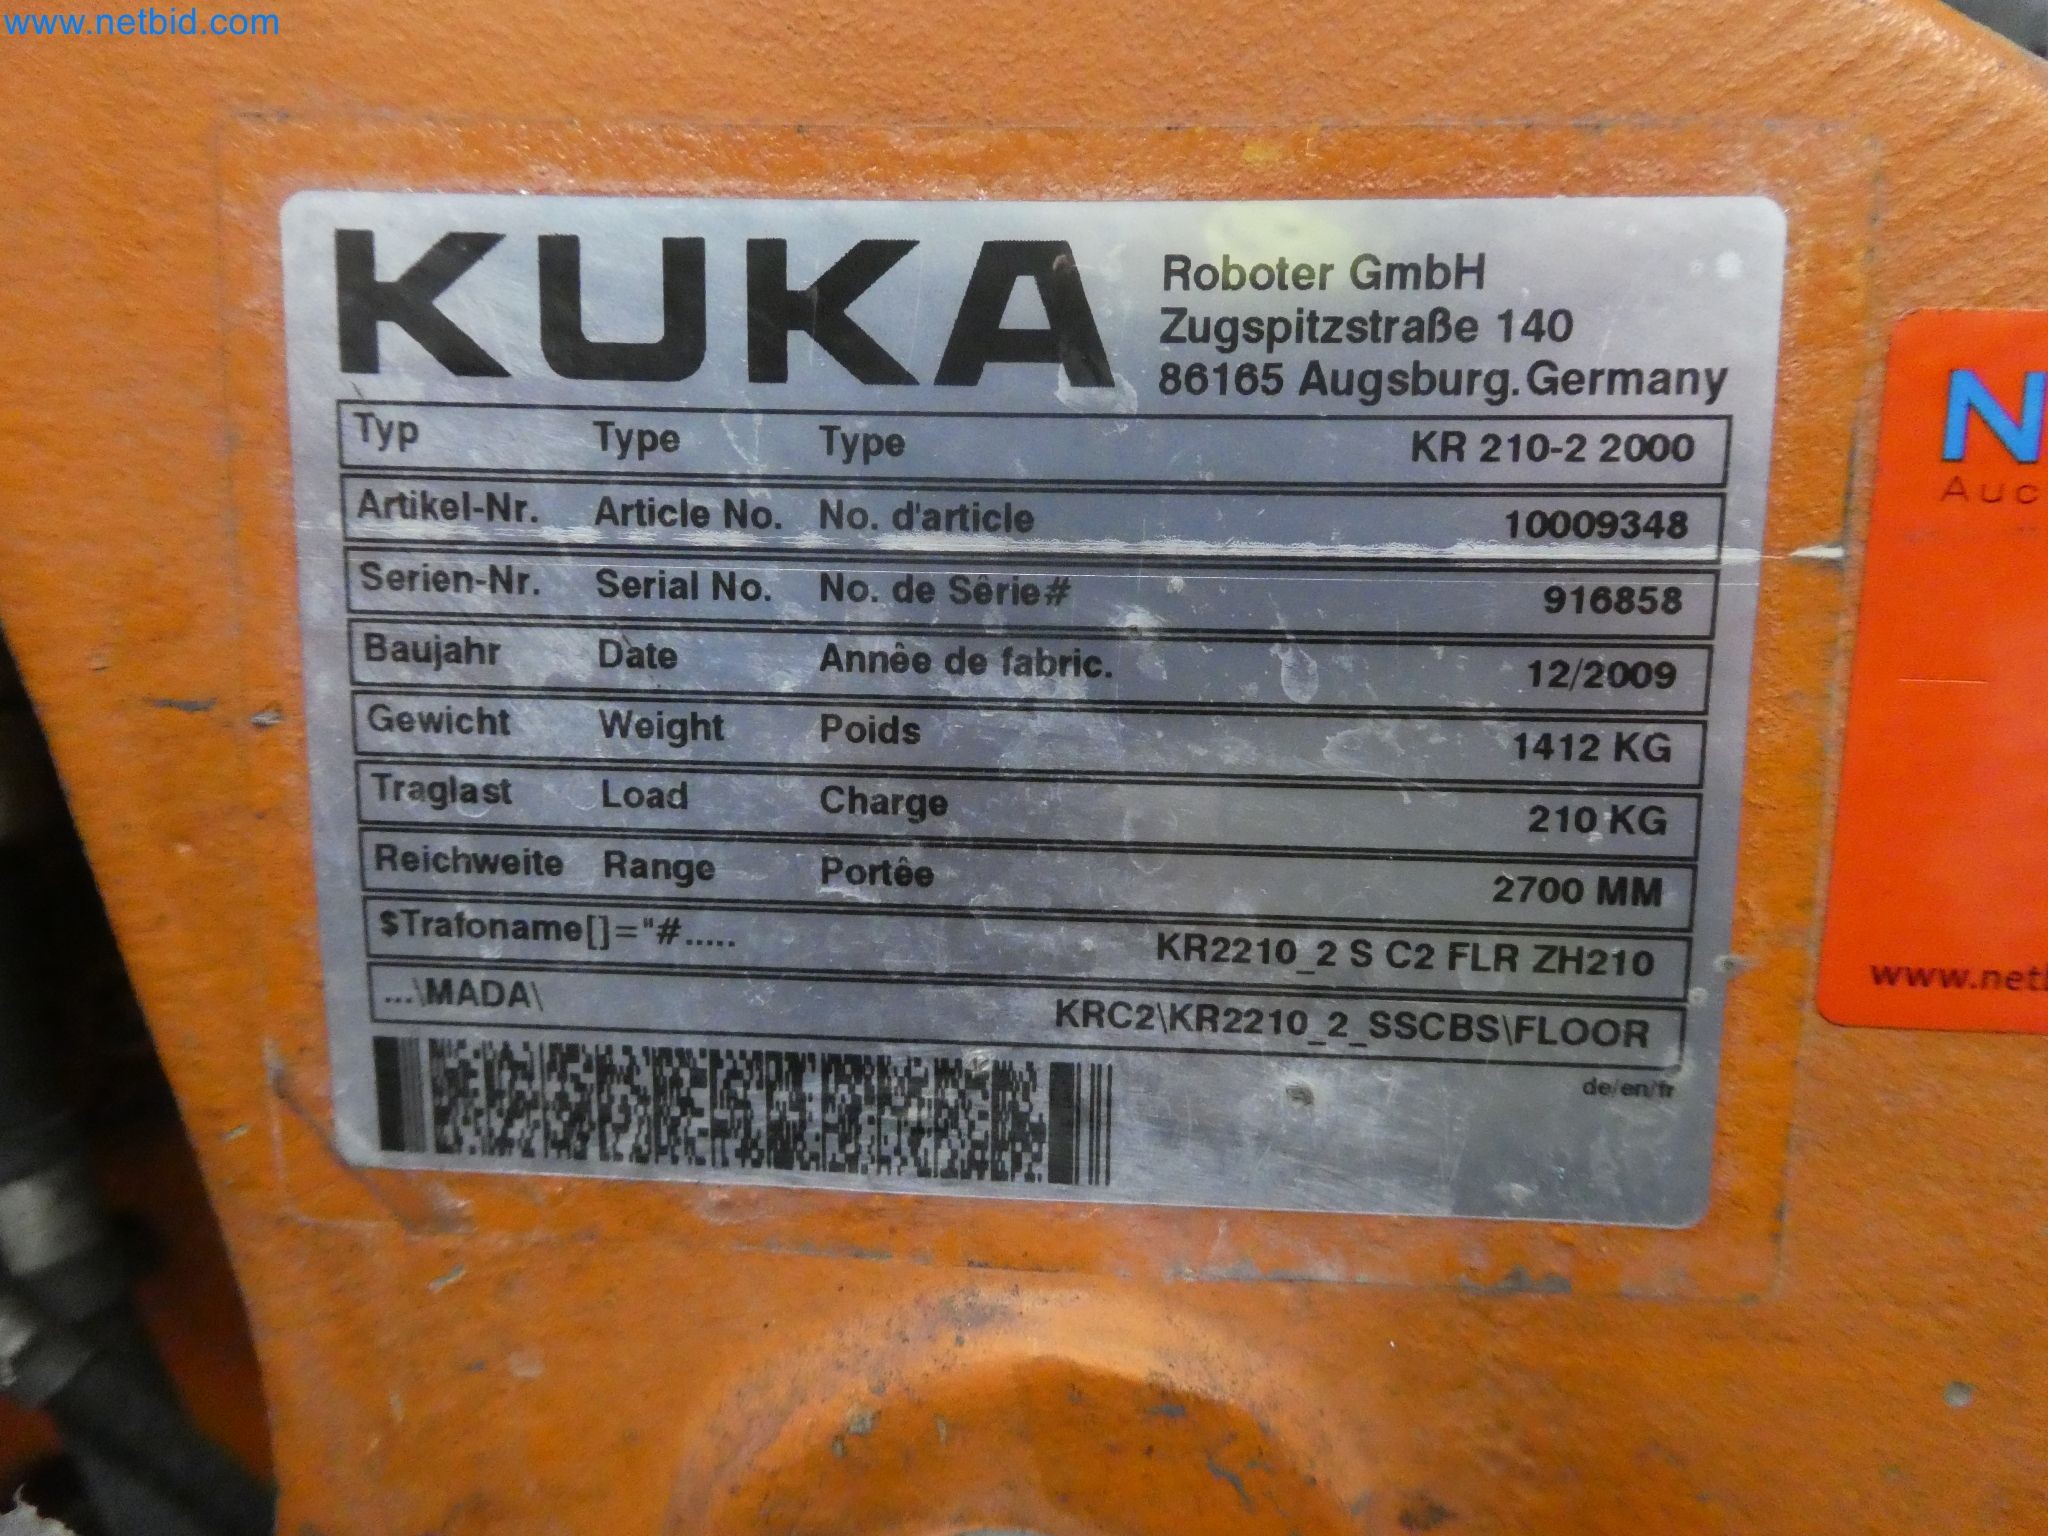 www.netbid.com
KUKA
Roboter GmbH
Zugspitzstraße 140
86165 Augsburg.Germany
Typ Type Type KR 210-2 2000
Artikel-Nr. Article No. No. d'article 10009348
Serien-Nr. Serial No. No. de Sêrie# 916858
Baujahr Date Annêe de fabric. 12/2009
Gewicht Weight Poids 1412 KG
Traglast Load Charge 210 KG
Reichweite Range Portêe 2700 MM
$Trafoname[]="#..... KR2210_2 S C2 FLR ZH210
...\MADA\ KRC2\KR2210_2_SSCBS\FLOOR
de/en/fr
N
Auc
www.net